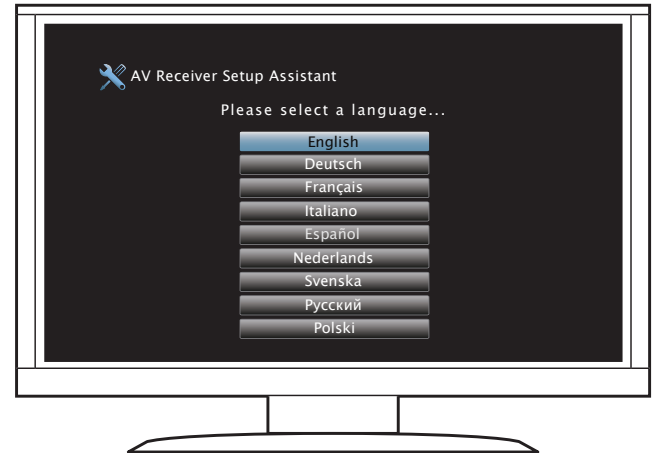 AV Receiver Setup Assistant
Please select a language...
English
Deutsch
Français
Italiano
Español
Nederlands
Svenska
Русский
Polski